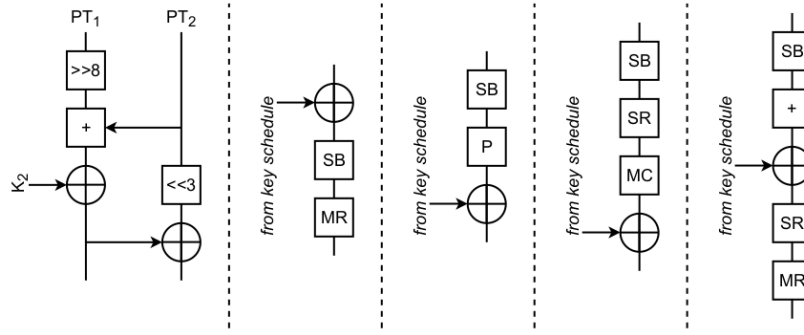 PT1 PT2
>>8
+
K2
<<3
from key schedule
SB
MR
from key schedule
SB
P
from key schedule
SB
SR
MC
from key schedule
SB
+
SR
MR